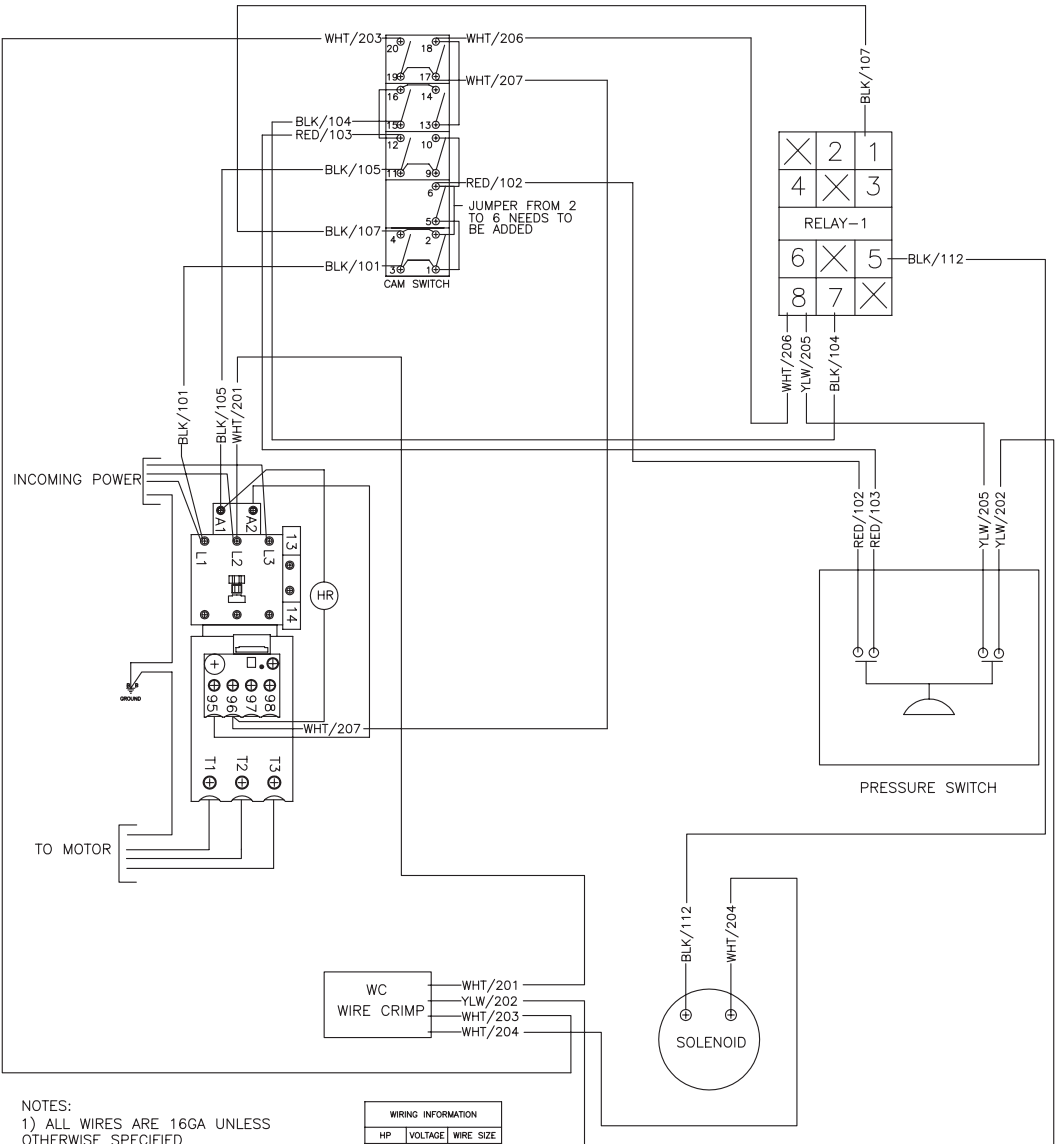 WHT/203
WHT/206
20 18
19 17
WHT/207
16 14
BLK/107
BLK/104
15 13
RED/103
12 10
BLK/105
11 9
RED/102
6
JUMPER FROM 2
TO 6 NEEDS TO
BE ADDED
5
BLK/107
4 2
BLK/101
3 1
CAM SWITCH
2 1
4 3
RELAY-1
6 5
BLK/112
8 7
WHT/206
YLW/205
BLK/104
BLK/101
BLK/105
WHT/201
INCOMING POWER
A1 A2
L1 L2 L3
13
14
HR
RED/102
RED/103
YLW/205
YLW/202
GROUND
95 96 97 98
WHT/207
T1 T2 T3
PRESSURE SWITCH
TO MOTOR
BLK/112
WHT/204
SOLENOID
WC
WIRE CRIMP
WHT/201
YLW/202
WHT/203
WHT/204
NOTES:
1) ALL WIRES ARE 16GA UNLESS
OTHERWISE SPECIFIED
WIRING INFORMATION
HP VOLTAGE WIRE SIZE